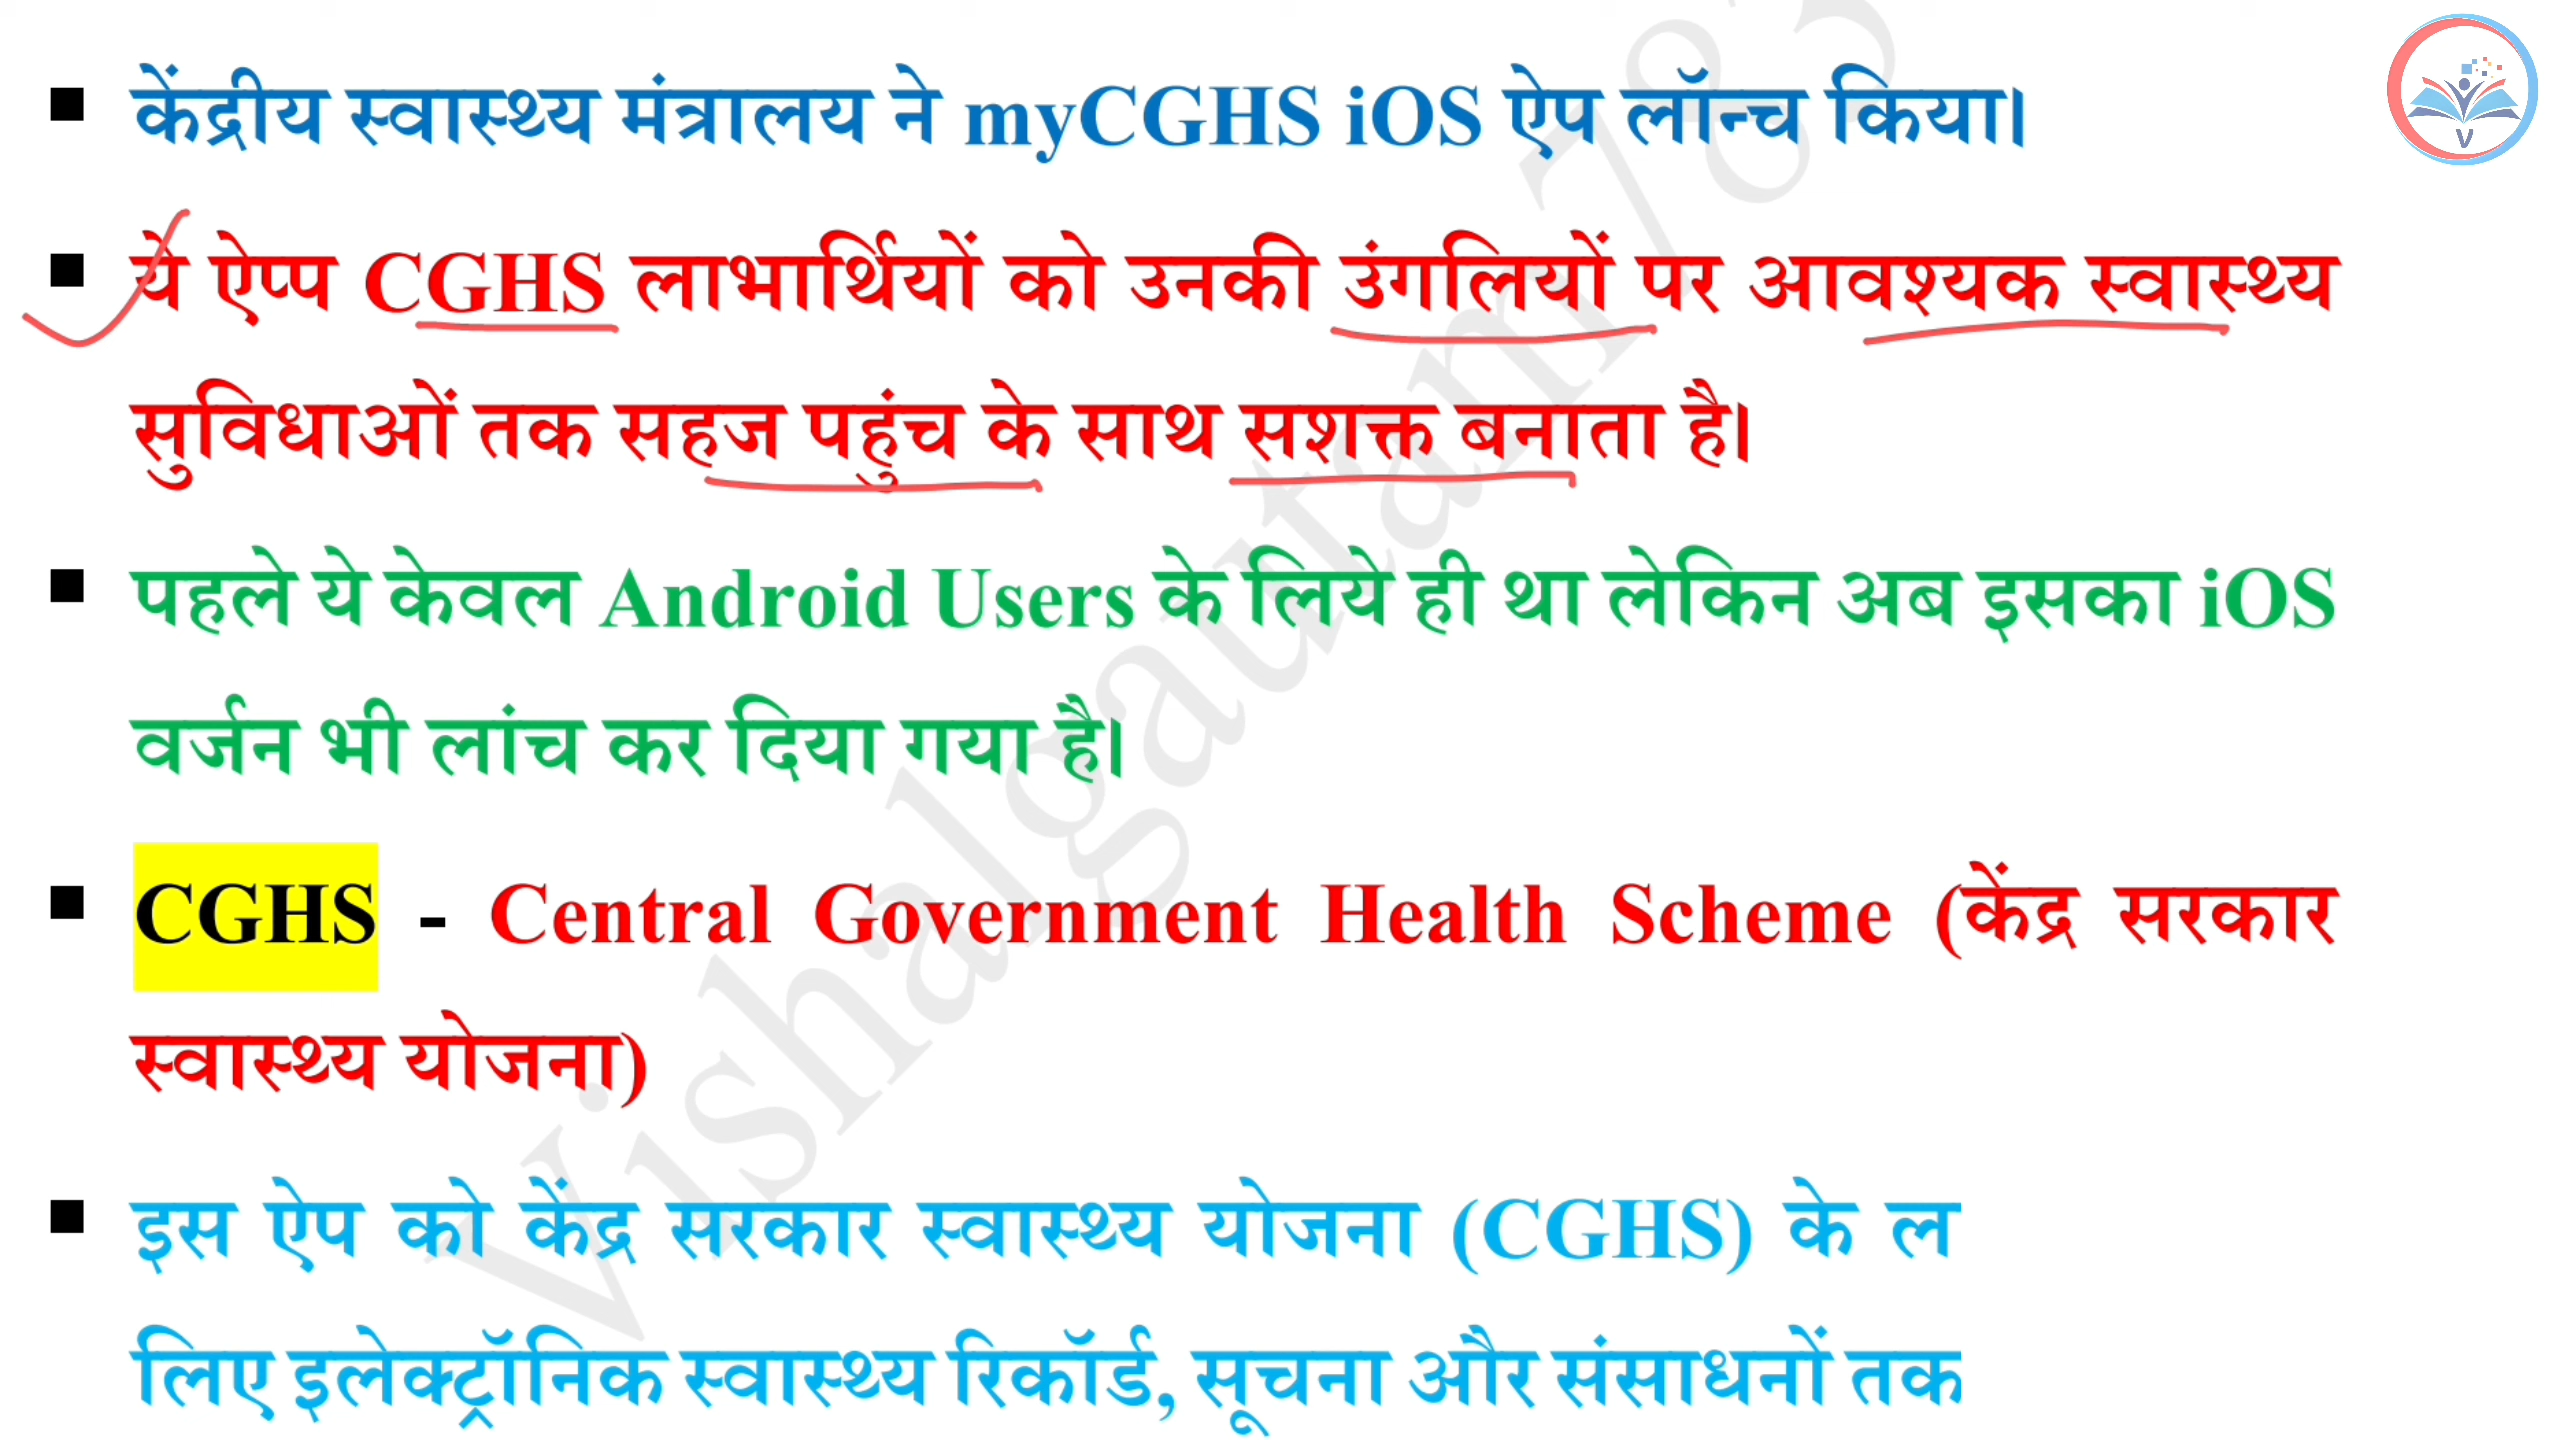 केंद्रीय स्वास्थ्य मंत्रालय ने myCGHS iOS ऐप लॉन्च किया।
ये ऐप्प CGHS लाभार्थियों को उनकी उंगलियों पर आवश्यक स्वास्थ्य
सुविधाओं तक सहज पहुंच के साथ सशक्त बनाता है।
पहले ये केवल Android Users के लिये ही था लेकिन अब इसका iOS
वर्जन भी लांच कर दिया गया है।
CGHS - Central Government Health Scheme (केंद्र सरकार
स्वास्थ्य योजना)
इस ऐप को केंद्र सरकार स्वास्थ्य योजना (CGHS) के ल
लिए इलेक्ट्रॉनिक स्वास्थ्य रिकॉर्ड, सूचना और संसाधनों तक
Vishalgautam783
V